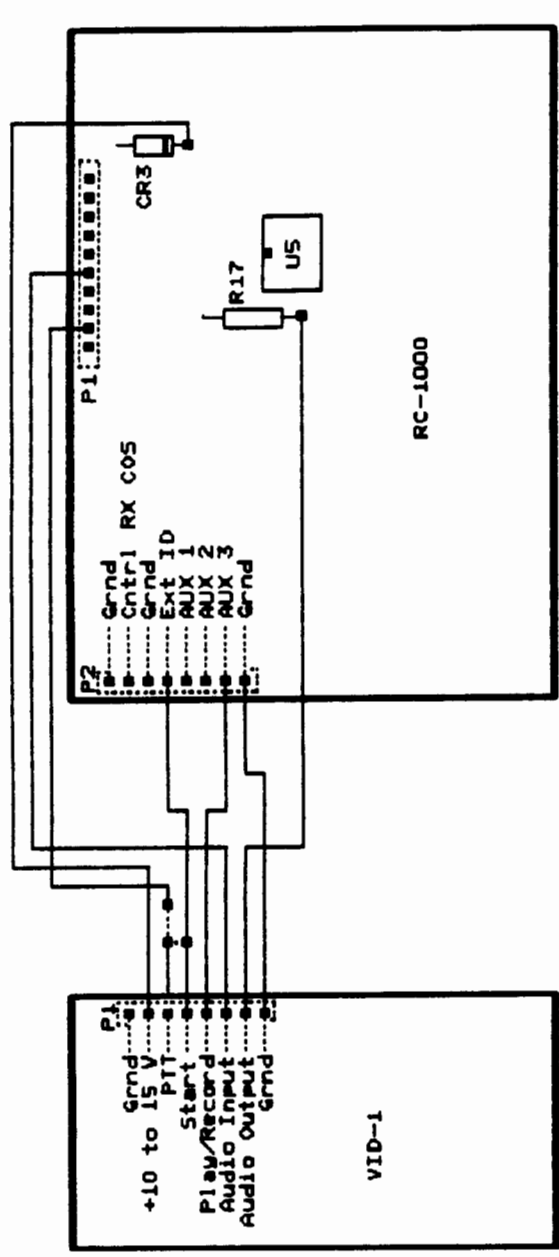 P1
Grnd
+10 to 15 V
PTT
Start
Play/Record
Audio Input
Audio Output
Grnd
VID-1
P2
Grnd
Cntrl RX COS
Grnd
Ext ID
AUX 1
AUX 2
AUX 3
Grnd
P1
CR3
R17
U5
RC-1000